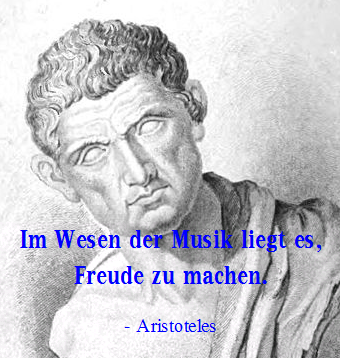 Im Wesen der Musik liegt es,
Freude zu machen.
- Aristoteles